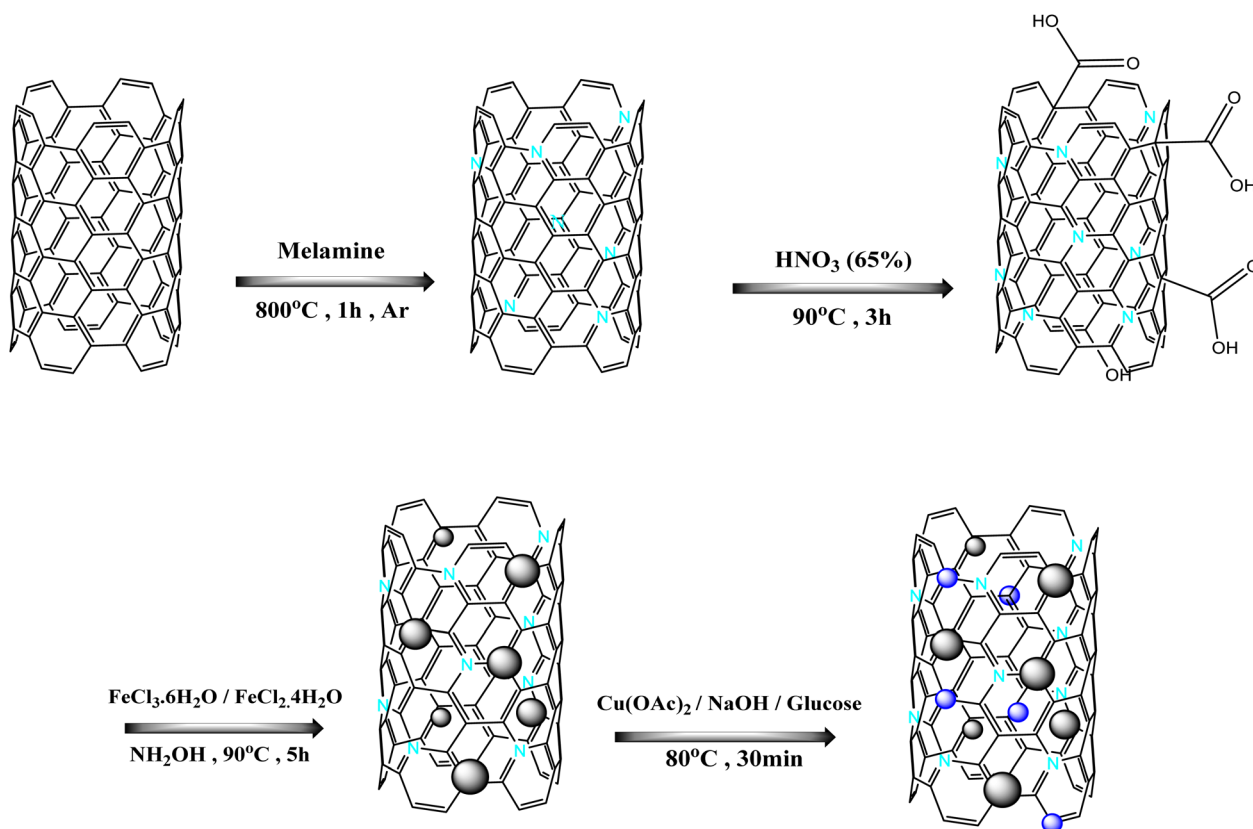 HO
O
N
N
N
N
N
N
N
Melamine
800°C , 1h , Ar
HNO₃ (65%)
90°C , 3h
N
O
N
N
OH
N
N
O
N
N
OH
OH
FeCl₃.6H₂O / FeCl₂.4H₂O
NH₂OH , 90°C , 5h
N
N
N
N
N
N
N
N
Cu(OAc)₂ / NaOH / Glucose
80°C , 30min
N
N
N
N
N
N
N
N